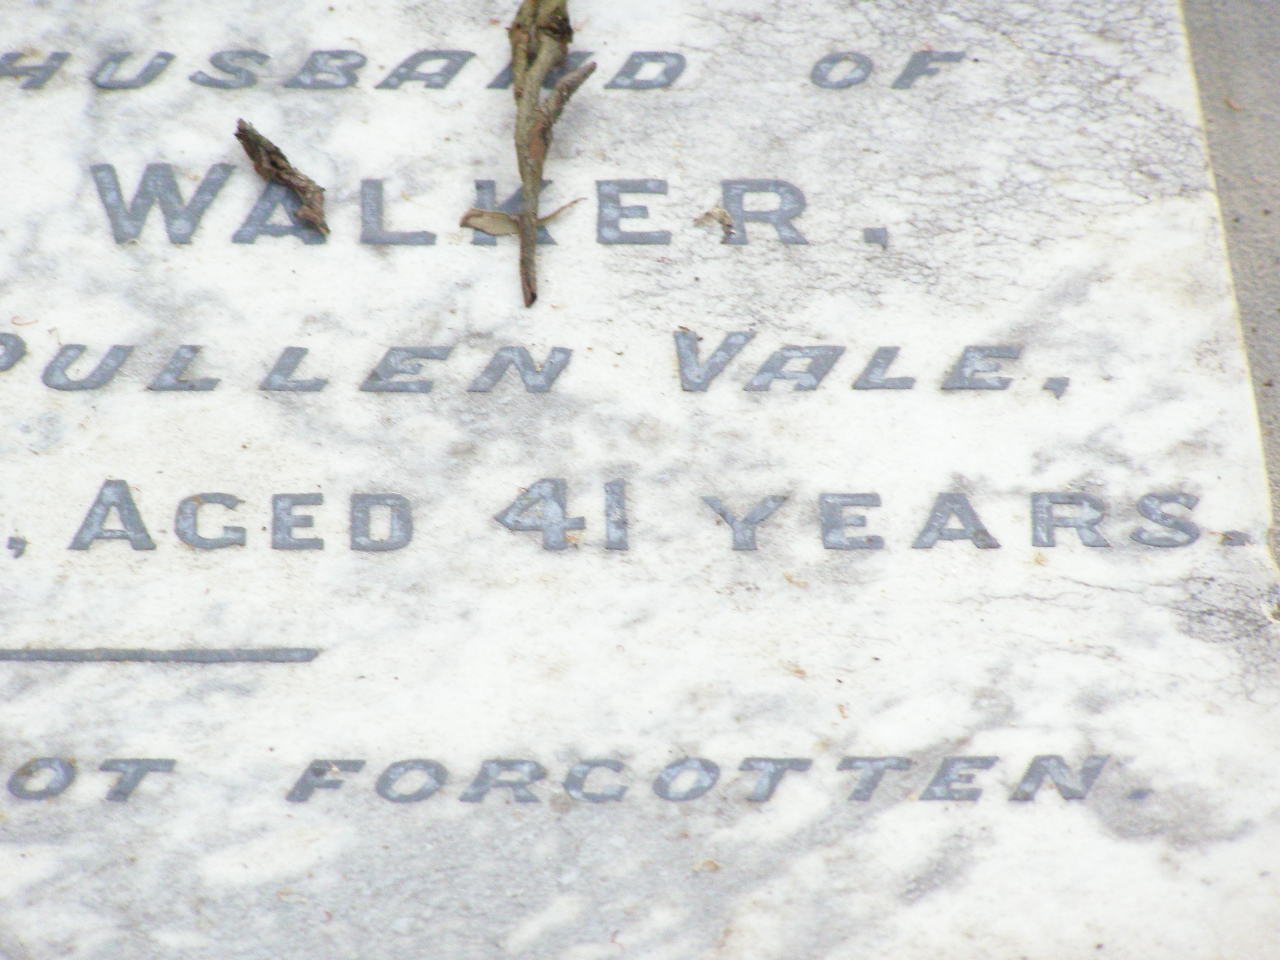 HUSBAND OF
WALKER.
PULLEN VALE,
, AGED 41 YEARS.
OT FORGOTTEN.